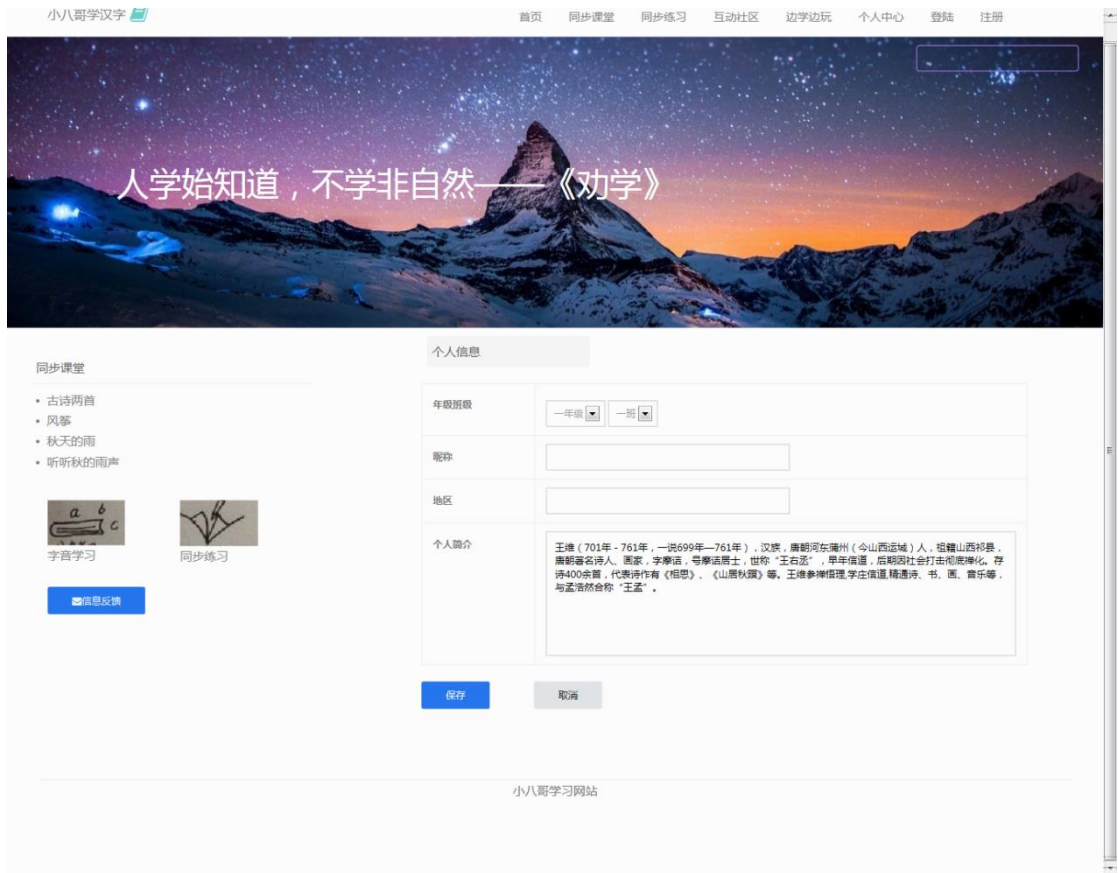 小八哥学汉字
首页 同步课堂 同步练习 互动社区 边学边玩 个人中心 登陆 注册
人学始知道，不学非自然——《劝学》
同步课堂
• 古诗两首
• 风筝
• 秋天的雨
• 听听秋的雨声
a b
c
字音学习 同步练习
信息反馈
个人信息
年级班级 一年级 一班
昵称
地区
个人简介
王维（701年－761年，一说699年—761年），汉族，唐朝河东蒲州（今山西运城）人，祖籍山西祁县，
唐朝著名诗人、画家，字摩诘，号摩诘居士，世称“王右丞”，早年信道，后期因社会打击彻底禅化。存
诗400余首，代表诗作有《相思》、《山居秋暝》等。王维参禅悟理,学庄信道,精通诗、书、画、音乐等，
与孟浩然合称“王孟”。
保存 取消
小八哥学习网站